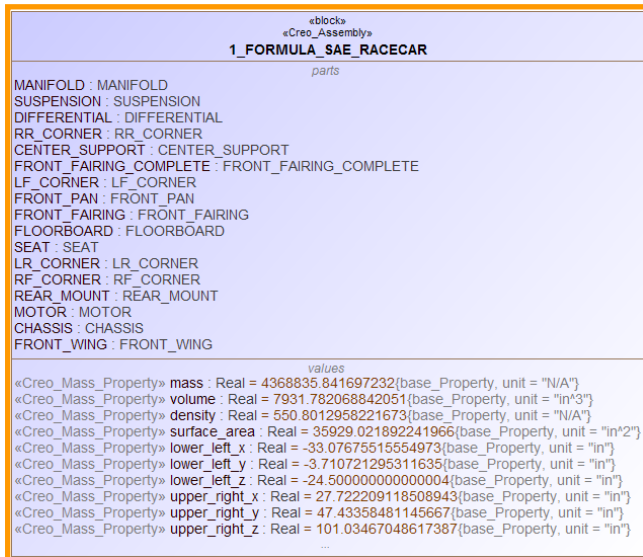 «block»
«Creo_Assembly»
1_FORMULA_SAE_RACECAR
parts
MANIFOLD : MANIFOLD
SUSPENSION : SUSPENSION
DIFFERENTIAL : DIFFERENTIAL
RR_CORNER : RR_CORNER
CENTER_SUPPORT : CENTER_SUPPORT
FRONT_FAIRING_COMPLETE : FRONT_FAIRING_COMPLETE
LF_CORNER : LF_CORNER
FRONT_PAN : FRONT_PAN
FRONT_FAIRING : FRONT_FAIRING
FLOORBOARD : FLOORBOARD
SEAT : SEAT
LR_CORNER : LR_CORNER
RF_CORNER : RF_CORNER
REAR_MOUNT : REAR_MOUNT
MOTOR : MOTOR
CHASSIS : CHASSIS
FRONT_WING : FRONT_WING
values
«Creo_Mass_Property» mass : Real = 4368835.841697232{base_Property, unit = "N/A"}
«Creo_Mass_Property» volume : Real = 7931.782068842051{base_Property, unit = "in^3"}
«Creo_Mass_Property» density : Real = 550.8012958221673{base_Property, unit = "N/A"}
«Creo_Mass_Property» surface_area : Real = 35929.021892241966{base_Property, unit = "in^2"}
«Creo_Mass_Property» lower_left_x : Real = -33.07675515554973{base_Property, unit = "in"}
«Creo_Mass_Property» lower_left_y : Real = -3.710721295311635{base_Property, unit = "in"}
«Creo_Mass_Property» lower_left_z : Real = -24.500000000000004{base_Property, unit = "in"}
«Creo_Mass_Property» upper_right_x : Real = 27.722209118508943{base_Property, unit = "in"}
«Creo_Mass_Property» upper_right_y : Real = 47.43358481145667{base_Property, unit = "in"}
«Creo_Mass_Property» upper_right_z : Real = 101.03467048617387{base_Property, unit = "in"}
...